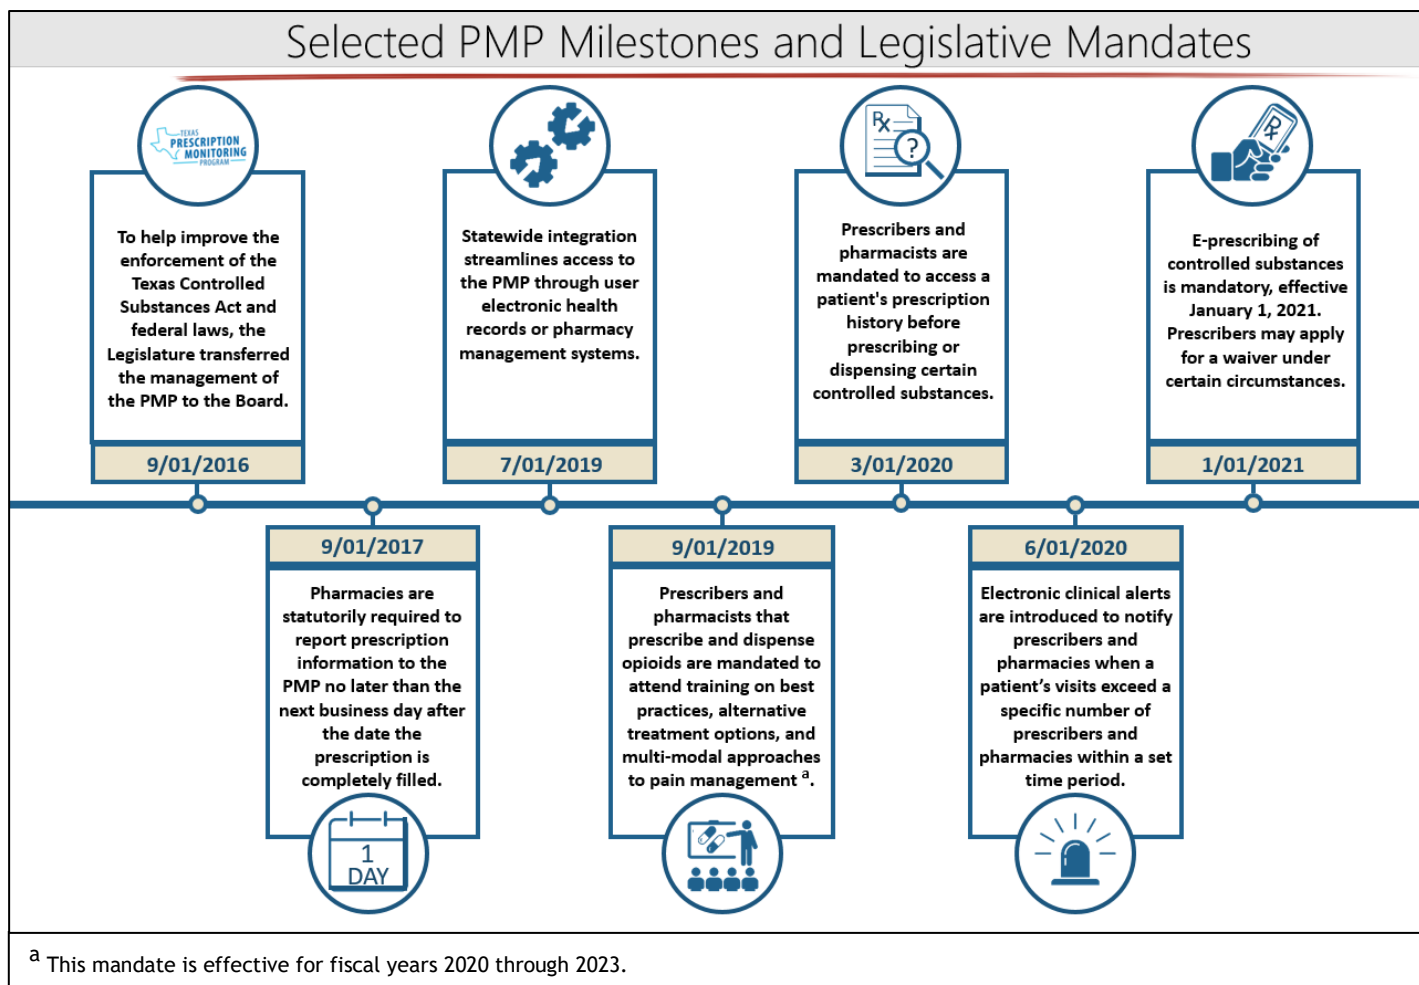 Selected PMP Milestones and Legislative Mandates
TEXAS
PRESCRIPTION
MONITORING
PROGRAM
To help improve the
enforcement of the
Texas Controlled
Substances Act and
federal laws, the
Legislature transferred
the management of
the PMP to the Board.
9/01/2016
9/01/2017
Pharmacies are
statutorily required to
report prescription
information to the
PMP no later than the
next business day after
the date the
prescription is
completely filled.
1
DAY
Statewide integration
streamlines access to
the PMP through user
electronic health
records or pharmacy
management systems.
7/01/2019
9/01/2019
Prescribers and
pharmacists that
prescribe and dispense
opioids are mandated to
attend training on best
practices, alternative
treatment options, and
multi-modal approaches
to pain management a.
Rx
?
Prescribers and
pharmacists are
mandated to access a
patient's prescription
history before
prescribing or
dispensing certain
controlled substances.
3/01/2020
6/01/2020
Electronic clinical alerts
are introduced to notify
prescribers and
pharmacies when a
patient’s visits exceed a
specific number of
prescribers and
pharmacies within a set
time period.
Rx
E-prescribing of
controlled substances
is mandatory, effective
January 1, 2021.
Prescribers may apply
for a waiver under
certain circumstances.
1/01/2021
a This mandate is effective for fiscal years 2020 through 2023.